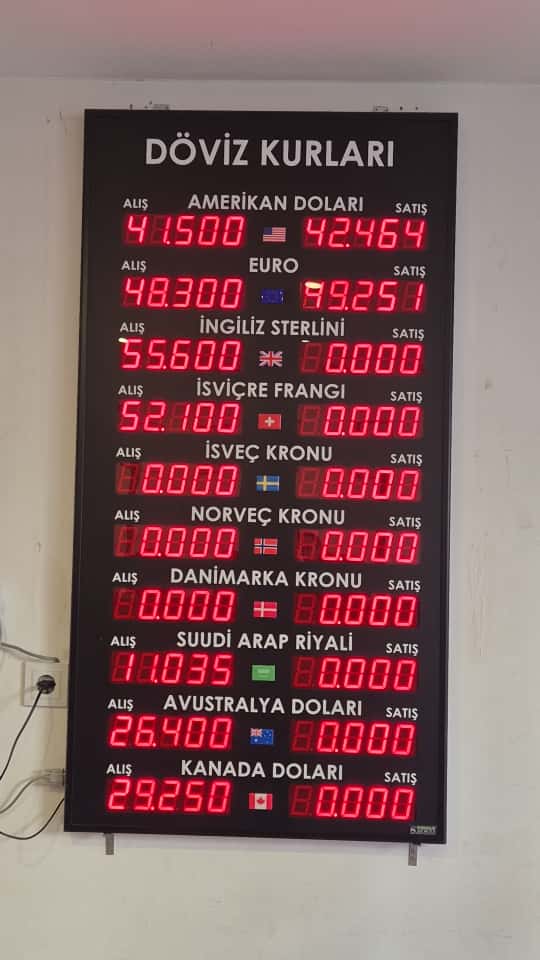 DÖVİZ KURLARI
ALIŞ AMERİKAN DOLARI SATIŞ
41.500 42.464
ALIŞ EURO SATIŞ
48.300 49.251
ALIŞ İNGİLİZ STERLİNİ SATIŞ
55.600 0.000
ALIŞ İSVİÇRE FRANGI SATIŞ
52.100 0.000
ALIŞ İSVEÇ KRONU SATIŞ
0.000 0.000
ALIŞ NORVEÇ KRONU SATIŞ
0.000 0.000
ALIŞ DANİMARKA KRONU SATIŞ
0.000 0.000
ALIŞ SUUDİ ARAP RİYALİ SATIŞ
11.035 0.000
ALIŞ AVUSTRALYA DOLARI SATIŞ
26.400 0.000
ALIŞ KANADA DOLARI SATIŞ
29.250 0.000